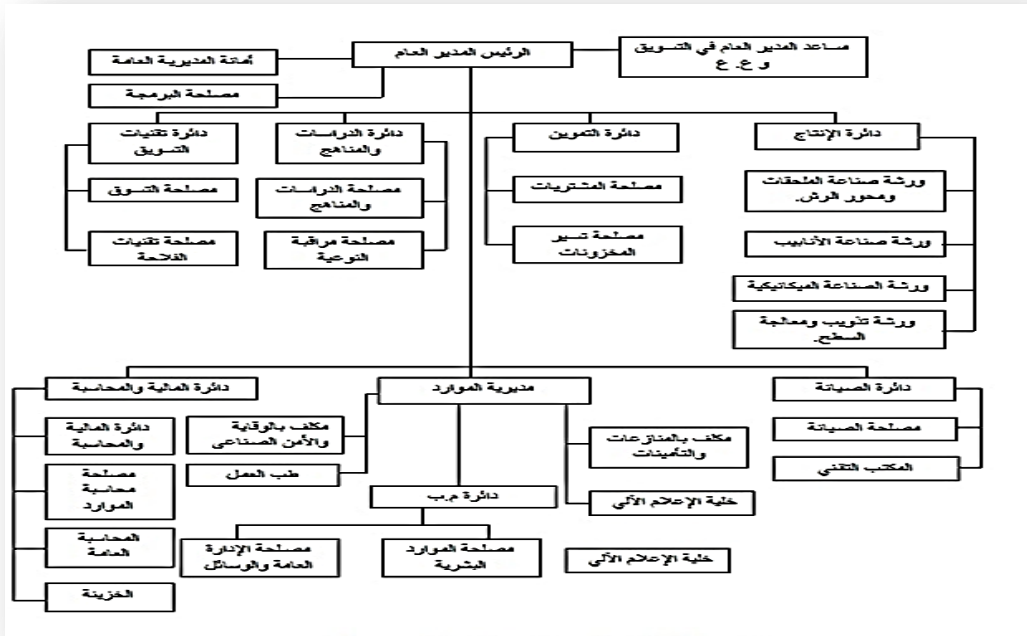 مساعد المدير العام في التسويق
و ع. ع
الرئيس المدير العام
أمانة المديرية العامة
مصلحة البرمجة
دائرة الإنتاج
دائرة التموين
دائرة الدراسات
والمناهج
دائرة تقنيات
التسويق
ورشة صناعة الملحقات
ومحور الرش.
مصلحة المشتريات
مصلحة الدراسات
والمناهج
مصلحة التسوق
ورشة صناعة الأنابيب
مصلحة تسير
المخزونات
مصلحة مراقبة
النوعية
مصلحة تقنيات
الفلاحة
ورشة الصناعة الميكانيكية
ورشة تذويب ومعالجة
السطح.
دائرة الصيانة
مديرية الموارد
دائرة المالية والمحاسبة
مصلحة الصيانة
مكلف بالمنازعات
والتأمينات
مكلف بالوقاية
والأمن الصناعي
دائرة المالية
والمحاسبة
المكتب التقني
طب العمل
مصلحة
محاسبة
الموارد
خلية الإعلام الألي
دائرة م.ب
المحاسبة
العامة
خلية الإعلام الألي
مصلحة الموارد
البشرية
مصلحة الإدارة
العامة والوسائل
الخزينة